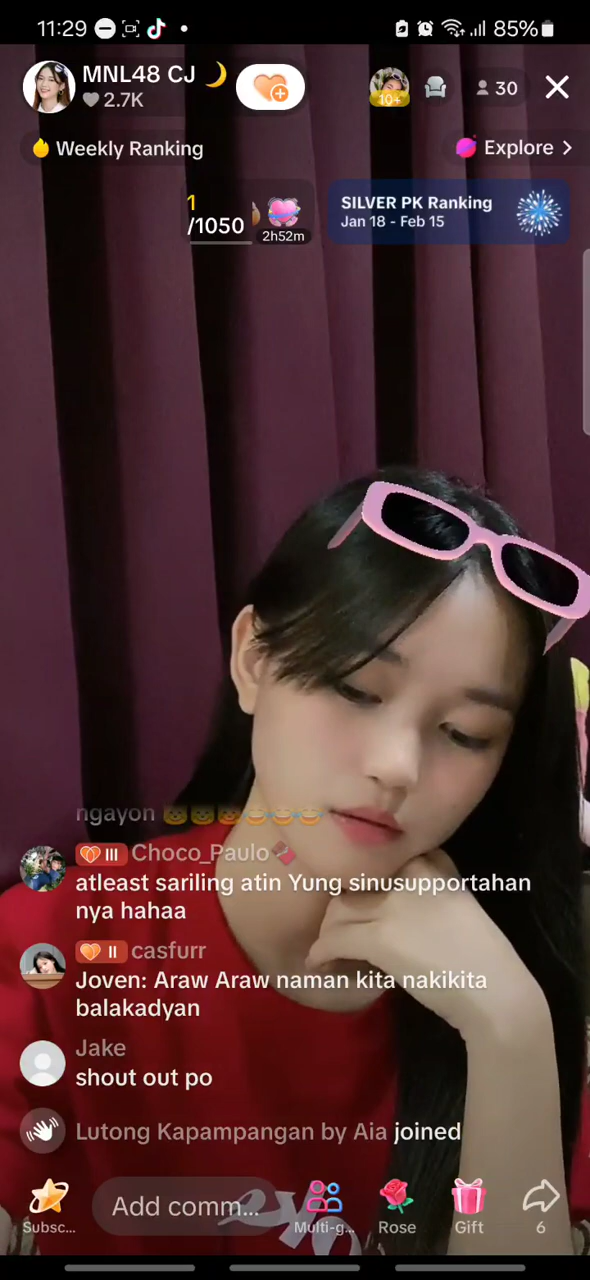 11:29
85%
MNL48 CJ 🌙
2.7K
10+
30
Weekly Ranking
Explore >
1
/1050
2h52m
SILVER PK Ranking
Jan 18 - Feb 15
ngayon
III Choco_Paulo🍫
atleast sariling atin Yung sinusupportahan
nya hahaa
II casfurr
Joven: Araw Araw naman kita nakikita
balakadyan
Jake
shout out po
Lutong Kapampangan by Aia joined
Add comm...
Subsc...
Multi-g...
Rose
Gift
6